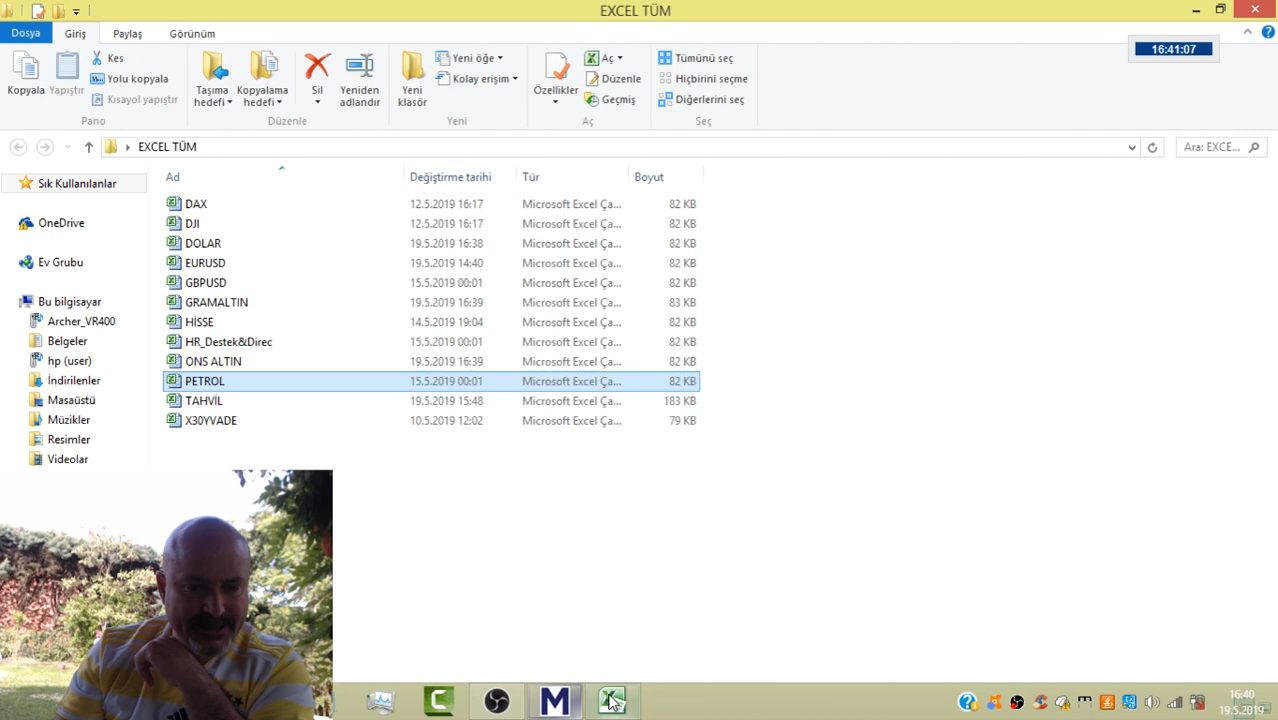 EXCEL TÜM
Dosya Giriş Paylaş Görünüm
16:41:07
Kopyala Yapıştır Kes Yolu kopyala Kısayol yapıştır
Taşıma hedefi Kopyalama hedefi Sil Yeniden adlandır
Yeni klasör Yeni öğe Kolay erişim
Özellikler Aç Düzenle Geçmiş
Tümünü seç Hiçbirini seçme Diğerlerini seç
Pano Düzenle Yeni Aç Seç
EXCEL TÜM Ara: EXCE...
Ad Değiştirme tarihi Tür Boyut
Sık Kullanılanlar
OneDrive
Ev Grubu
Bu bilgisayar
Archer_VR400
Belgeler
hp (user)
İndirilenler
Masaüstü
Müzikler
Resimler
Videolar
DAX 12.5.2019 16:17 Microsoft Excel Ça... 82 KB
DJI 12.5.2019 16:17 Microsoft Excel Ça... 82 KB
DOLAR 19.5.2019 16:38 Microsoft Excel Ça... 82 KB
EURUSD 19.5.2019 14:40 Microsoft Excel Ça... 82 KB
GBPUSD 15.5.2019 00:01 Microsoft Excel Ça... 82 KB
GRAMALTIN 19.5.2019 16:39 Microsoft Excel Ça... 83 KB
HİSSE 14.5.2019 19:04 Microsoft Excel Ça... 82 KB
HR_Destek&Direc 15.5.2019 00:01 Microsoft Excel Ça... 82 KB
ONS ALTIN 19.5.2019 16:39 Microsoft Excel Ça... 82 KB
PETROL 15.5.2019 00:01 Microsoft Excel Ça... 82 KB
TAHVİL 19.5.2019 15:48 Microsoft Excel Ça... 183 KB
X30YVADE 10.5.2019 12:02 Microsoft Excel Ça... 79 KB
16:40
19.5.2019